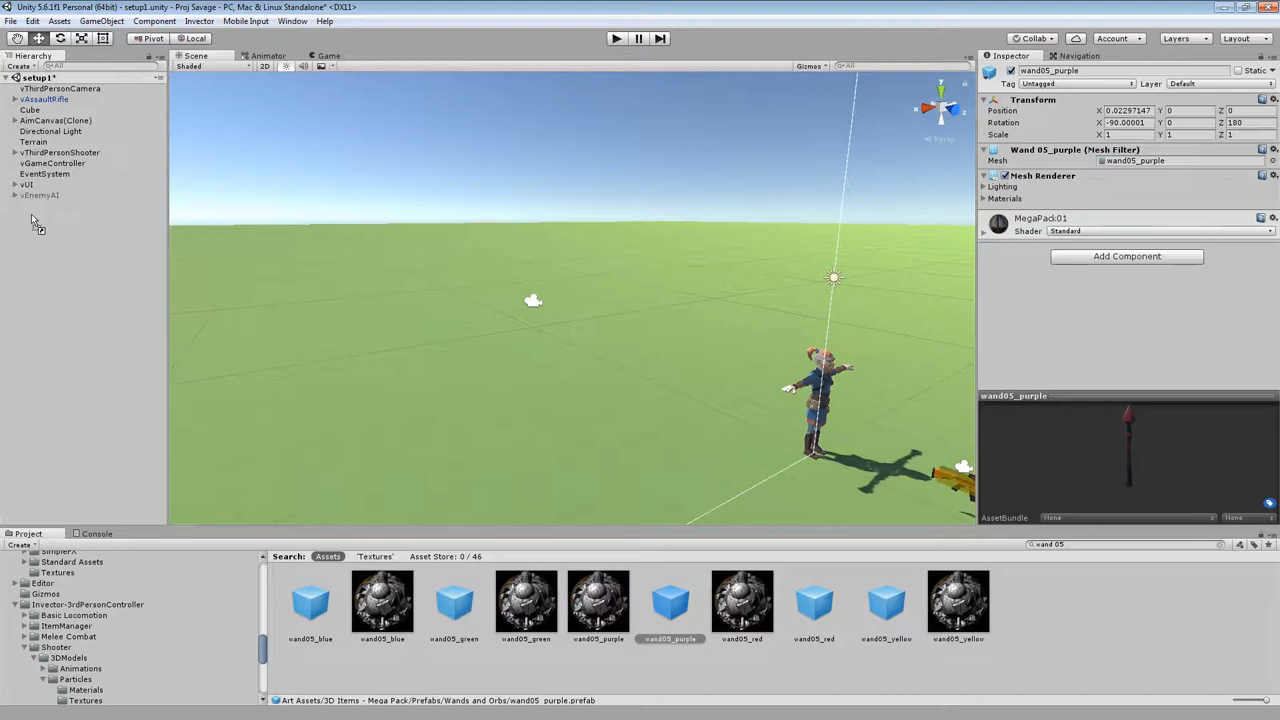 Unity 5.6.1f1 Personal (64bit) - setup1.unity - Proj Savage - PC, Mac & Linux Standalone* <DX11>
File Edit Assets GameObject Component Invector Mobile Input Window Help
Pivot Local Collab Account Layers Layout
Hierarchy Scene Animator Game Inspector Navigation
Create All Shaded 2D Gizmos All
wand05_purple Static
Tag Untagged Layer Default
setup1*
vThirdPersonCamera
vAssaultRifle
Cube
AimCanvas(Clone)
Directional Light
Terrain
vThirdPersonShooter
vGameController
EventSystem
vUI
vEnemyAI
Transform
Position X 0.02297145 Y 0 Z 0
Rotation X -90.00001 Y 0 Z 180
Scale X 1 Y 1 Z 1
Wand 05_purple (Mesh Filter)
Mesh wand05_purple
Mesh Renderer
Lighting
Materials
MegaPack01
Shader Standard
Add Component
y x z
Persp
wand05_purple
AssetBundle None None
Project Console
Create wand 05
Search: Assets 'Textures' Asset Store: 0 / 46
SimpleFX
Standard Assets
Textures
Editor
Gizmos
Invector-3rdPersonController
Basic Locomotion
ItemManager
Melee Combat
Shooter
3DModels
Animations
Particles
Materials
Textures
wand05_blue wand05_blue wand05_green wand05_green wand05_purple wand05_purple wand05_red wand05_red wand05_yellow wand05_yellow
Art Assets/3D Items - Mega Pack/Prefabs/Wands and Orbs/wand05_purple.prefab